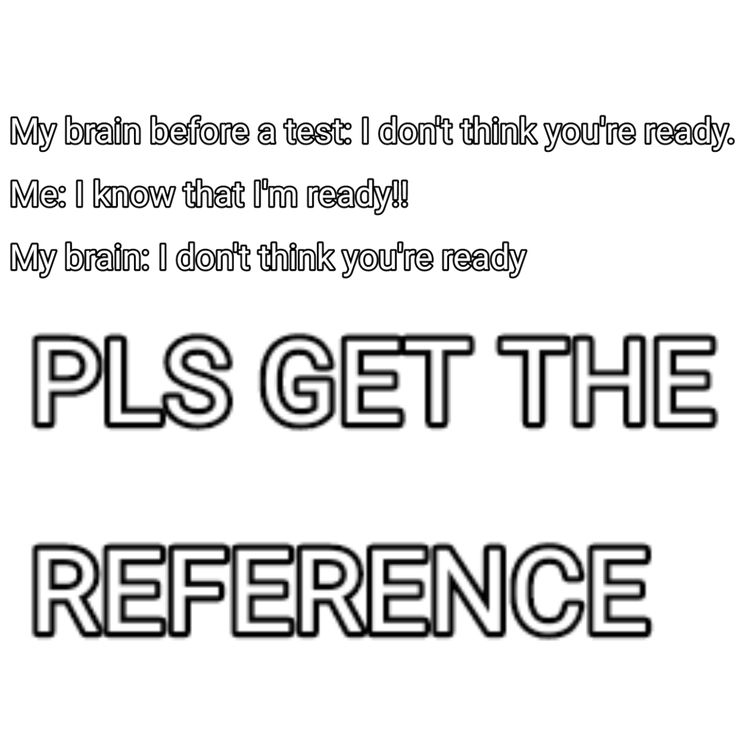 My brain before a test: I don't think you're ready.
Me: I know that I'm ready!!
My brain: I don't think you're ready
PLS GET THE
REFERENCE